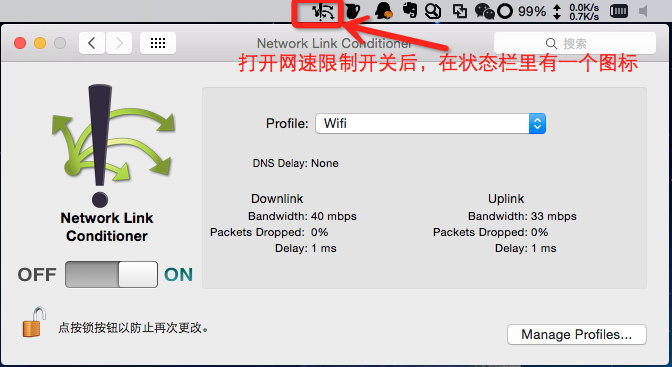 99%
0.0K/s
0.7K/s
Network Link Conditioner
搜索
打开网速限制开关后，在状态栏里有一个图标
Profile: Wifi
DNS Delay: None
Downlink Uplink
Bandwidth: 40 mbps Bandwidth: 33 mbps
Packets Dropped: 0% Packets Dropped: 0%
Delay: 1 ms Delay: 1 ms
Network Link
Conditioner
OFF ON
点按锁按钮以防止再次更改。
Manage Profiles...